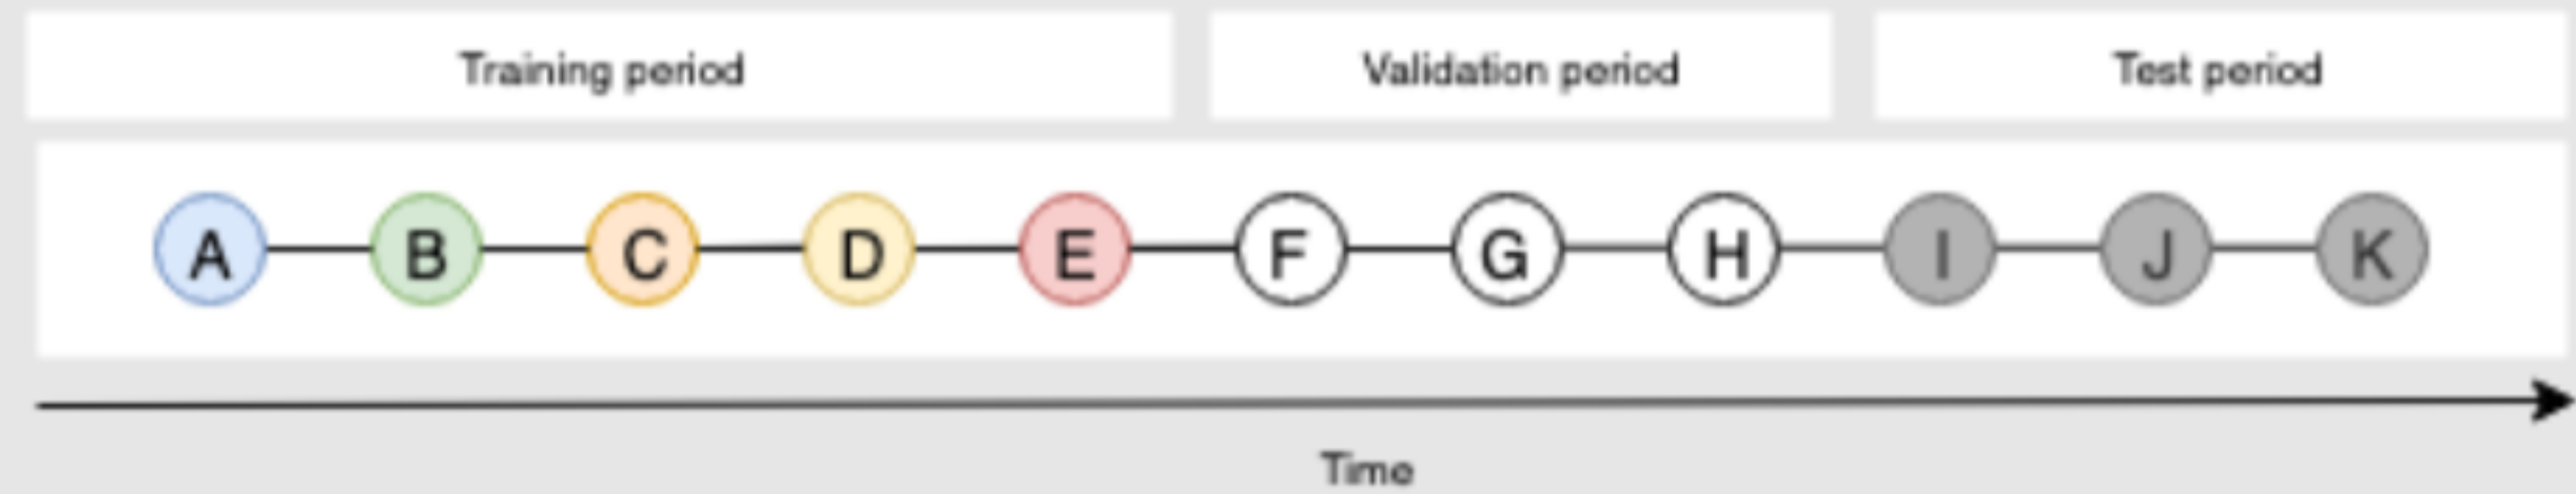 Training period Validation period Test period
A B C D E F G H I J K
Time